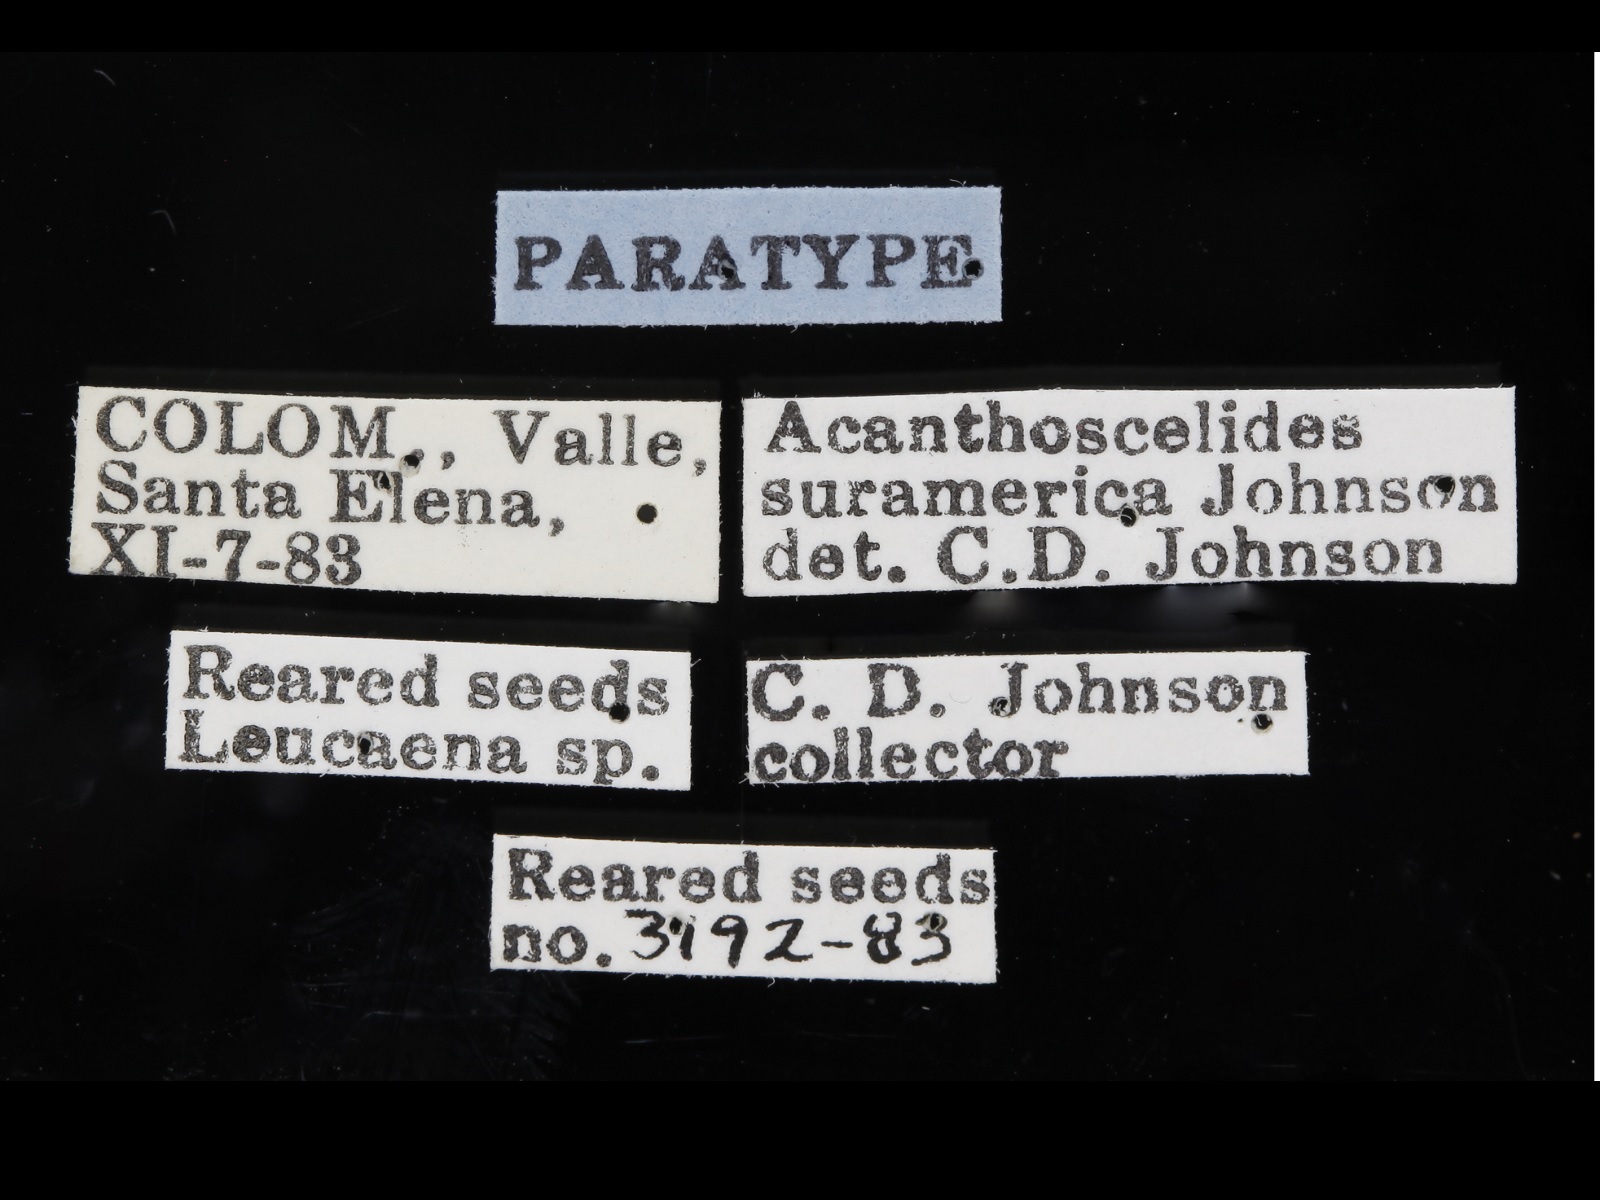 PARATYPE
COLOM., Valle,
Santa Elena,
XI-7-83
Acanthoscelides
suramerica Johnson
det. C.D. Johnson
Reared seeds
Leucaena sp.
C. D. Johnson
collector
Reared seeds
no. 3192-83